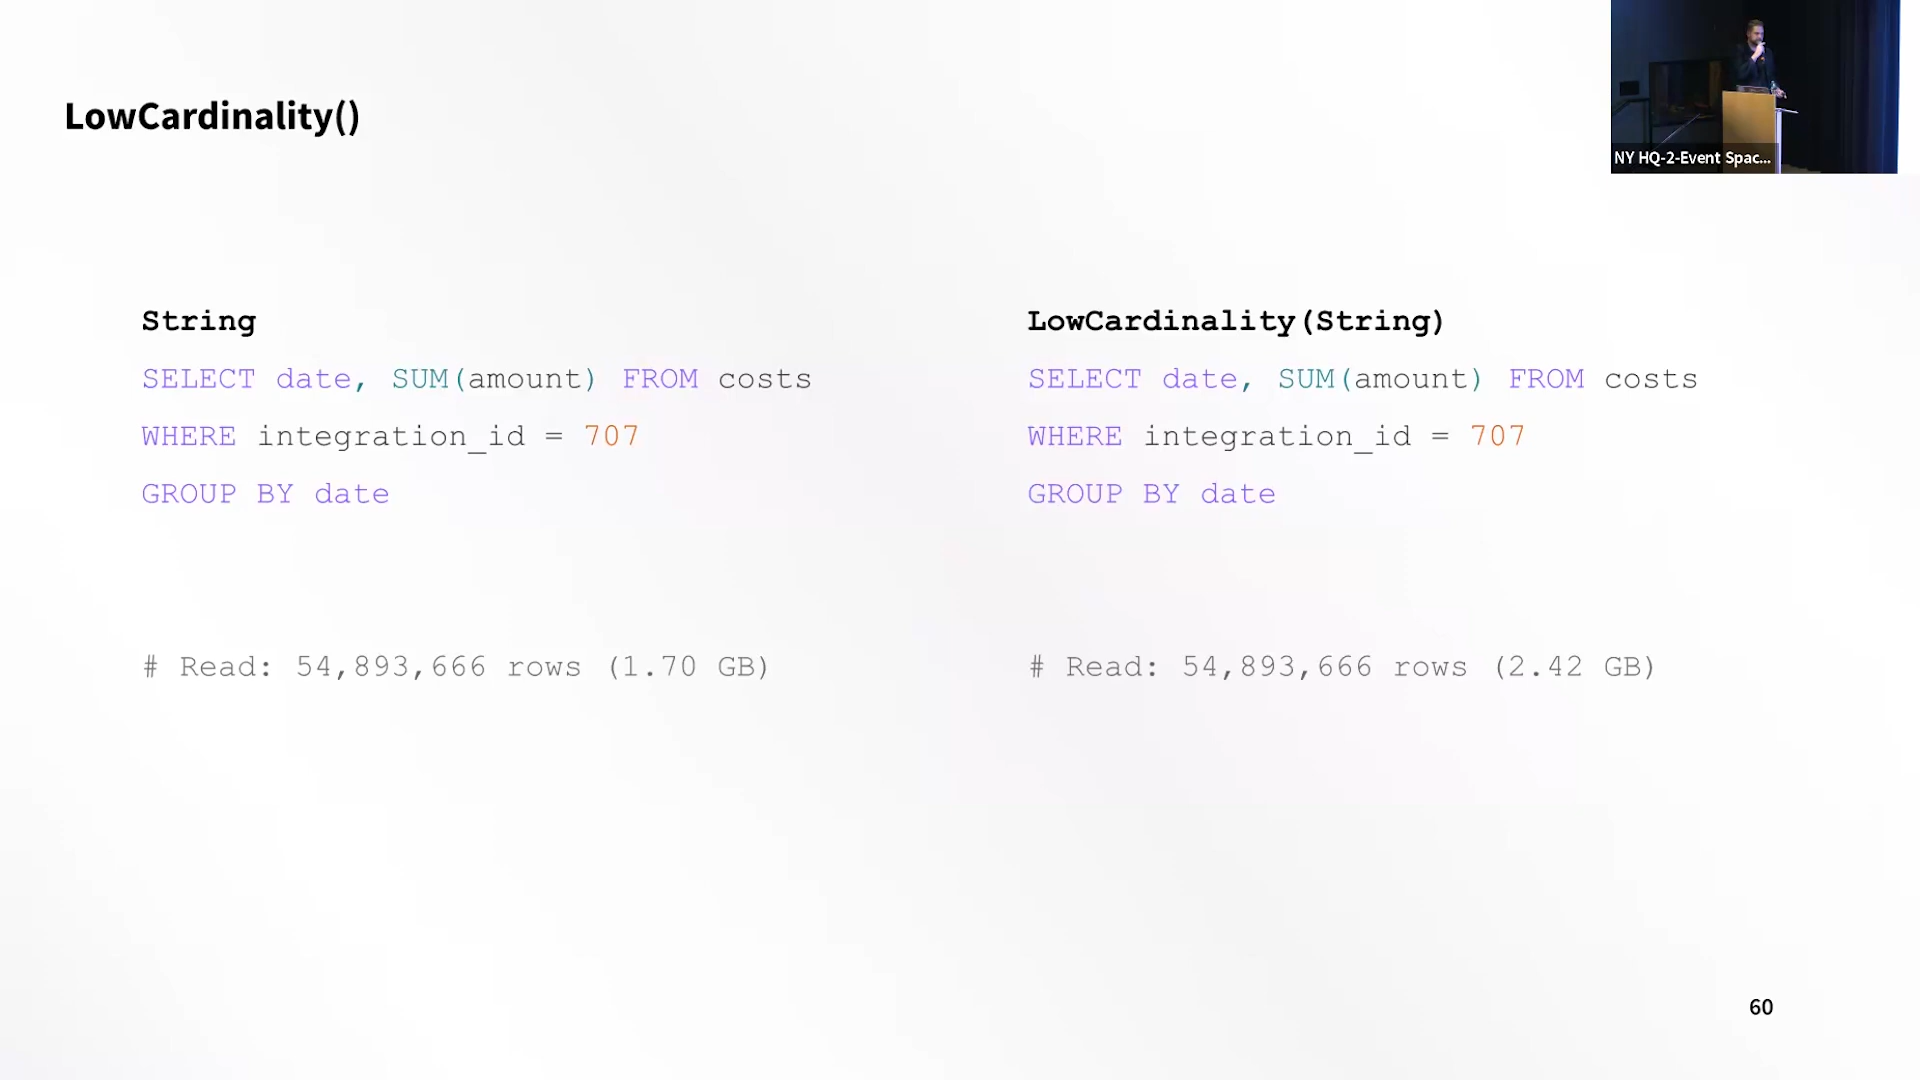 LowCardinality()
NY HQ-2-Event Spac...
String
SELECT date, SUM(amount) FROM costs
WHERE integration_id = 707
GROUP BY date
# Read: 54,893,666 rows (1.70 GB)
LowCardinality(String)
SELECT date, SUM(amount) FROM costs
WHERE integration_id = 707
GROUP BY date
# Read: 54,893,666 rows (2.42 GB)
60